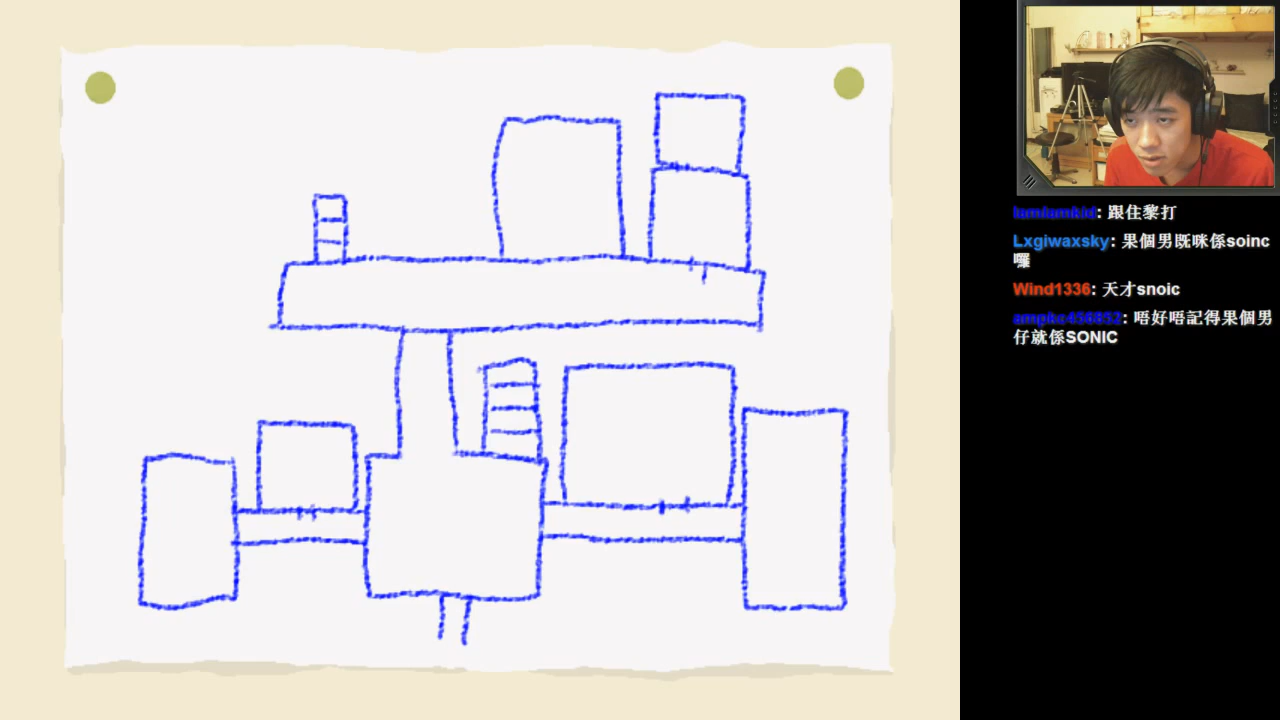 lamiamkid: 跟住黎打
Lxgiwaxsky: 果個男既咪係soinc
囉
Wind1336: 天才snoic
ampkc456852: 唔好唔記得果個男
仔就係SONIC